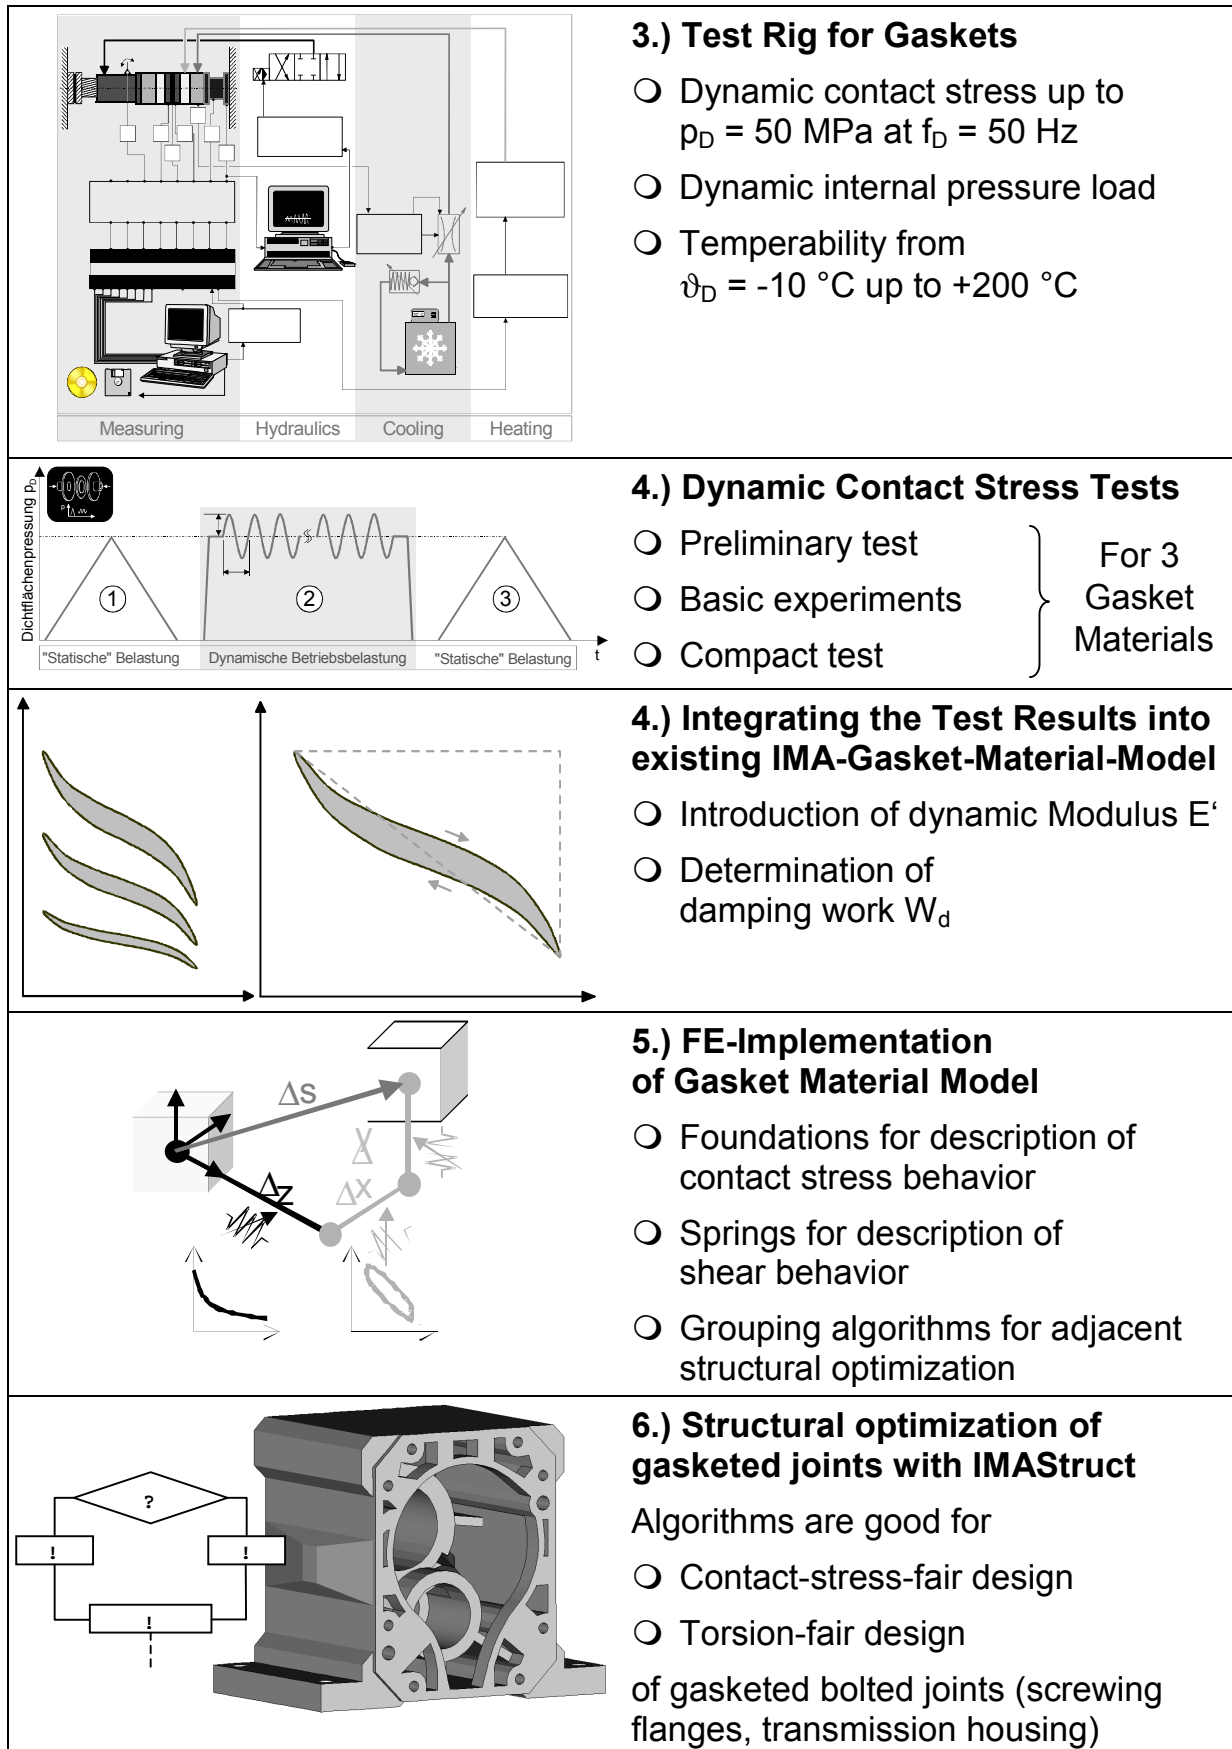 3.) Test Rig for Gaskets
❍ Dynamic contact stress up to
pD = 50 MPa at fD = 50 Hz
❍ Dynamic internal pressure load
❍ Temperability from
ϑD = -10 °C up to +200 °C
Measuring
Hydraulics
Cooling
Heating
Dichtflächenpressung pD
1
2
3
"Statische" Belastung
Dynamische Betriebsbelastung
"Statische" Belastung
t
4.) Dynamic Contact Stress Tests
❍ Preliminary test
❍ Basic experiments
❍ Compact test
For 3
Gasket
Materials
4.) Integrating the Test Results into
existing IMA-Gasket-Material-Model
❍ Introduction of dynamic Modulus E‘
❍ Determination of
damping work Wd
Δs
Δz
Δx
5.) FE-Implementation
of Gasket Material Model
❍ Foundations for description of
contact stress behavior
❍ Springs for description of
shear behavior
❍ Grouping algorithms for adjacent
structural optimization
?
!
!
!
6.) Structural optimization of
gasketed joints with IMAStruct
Algorithms are good for
❍ Contact-stress-fair design
❍ Torsion-fair design
of gasketed bolted joints (screwing
flanges, transmission housing)